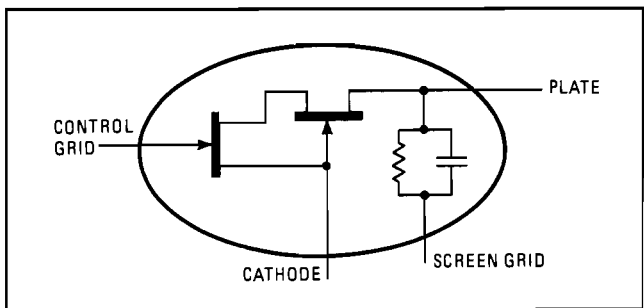 PLATE
CONTROL
GRID
SCREEN GRID
CATHODE